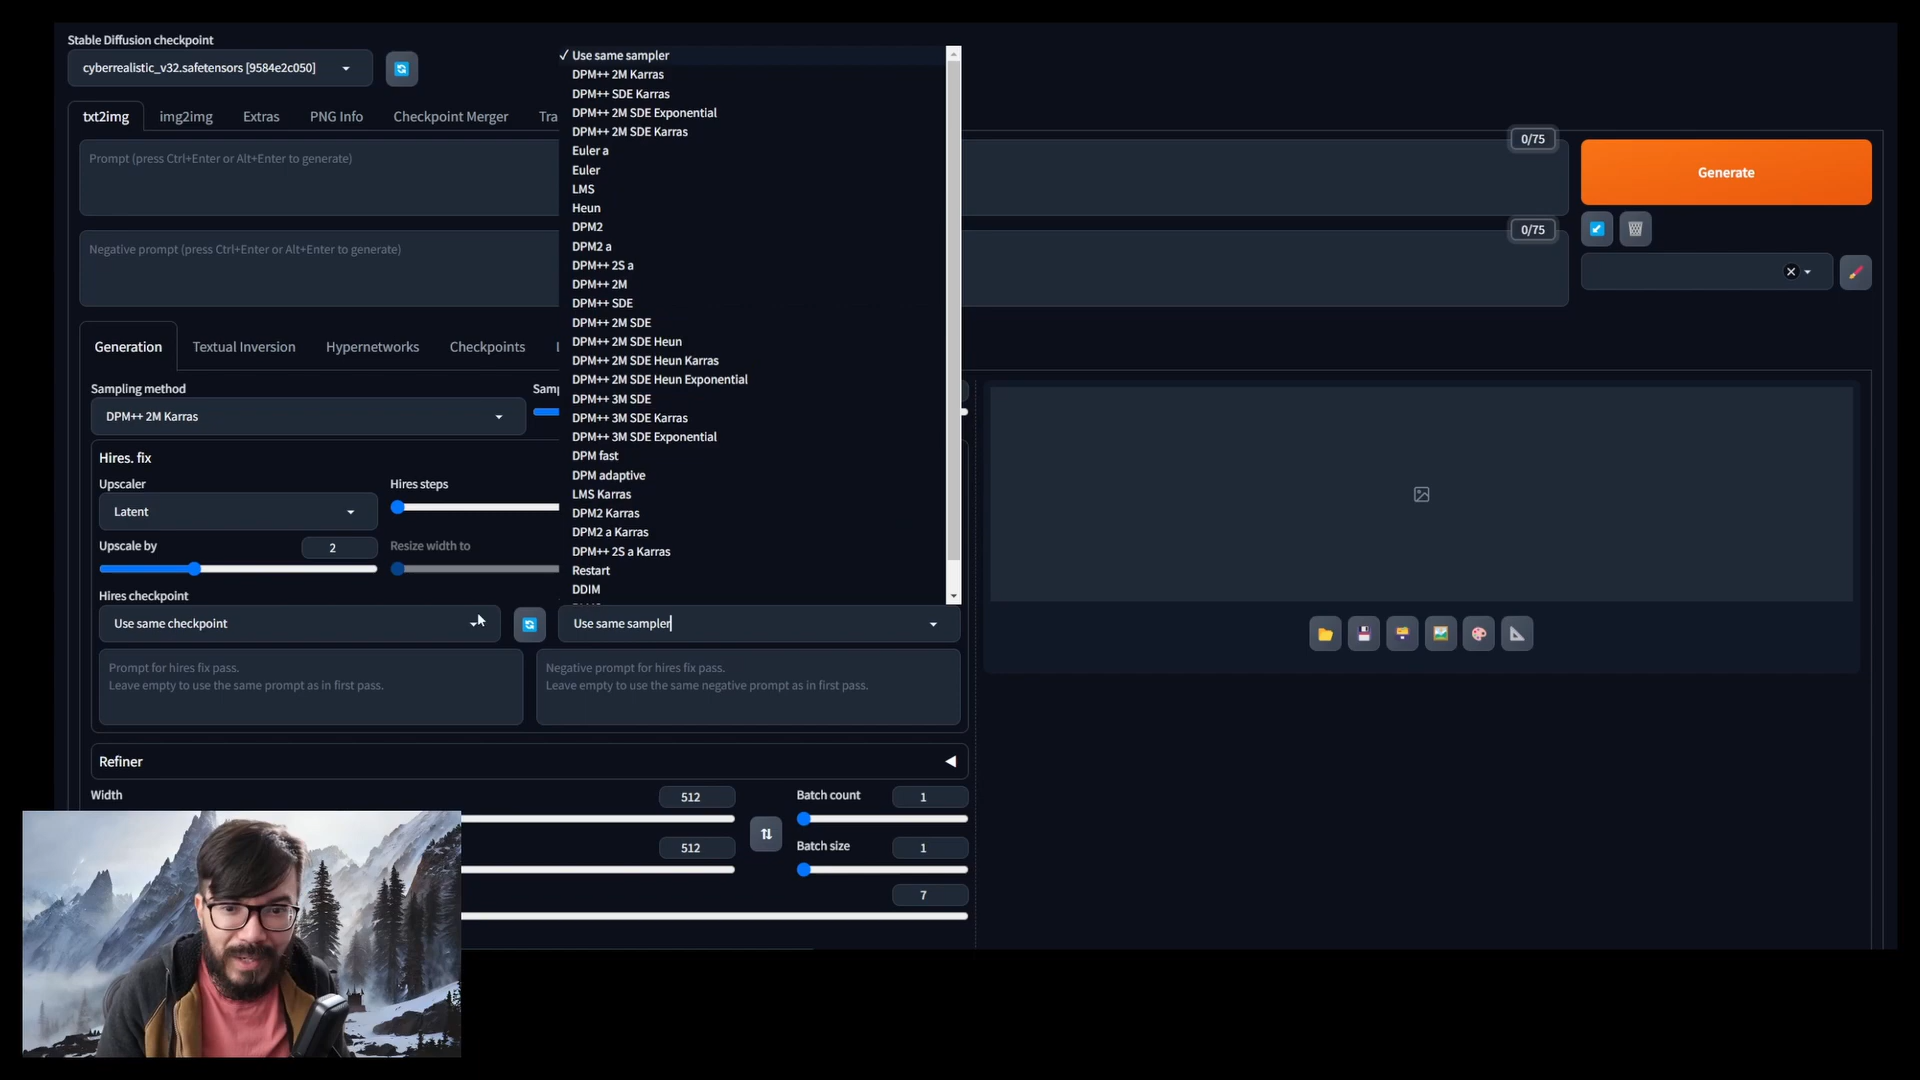 Stable Diffusion checkpoint
cyberrealistic_v32.safetensors [9584e2c050]
txt2img
img2img
Extras
PNG Info
Checkpoint Merger
Tra
Prompt (press Ctrl+Enter or Alt+Enter to generate)
0/75
Negative prompt (press Ctrl+Enter or Alt+Enter to generate)
0/75
Generate
✓ Use same sampler
DPM++ 2M Karras
DPM++ SDE Karras
DPM++ 2M SDE Exponential
DPM++ 2M SDE Karras
Euler a
Euler
LMS
Heun
DPM2
DPM2 a
DPM++ 2S a
DPM++ 2M
DPM++ SDE
DPM++ 2M SDE
DPM++ 2M SDE Heun
DPM++ 2M SDE Heun Karras
DPM++ 2M SDE Heun Exponential
DPM++ 3M SDE
DPM++ 3M SDE Karras
DPM++ 3M SDE Exponential
DPM fast
DPM adaptive
LMS Karras
DPM2 Karras
DPM2 a Karras
DPM++ 2S a Karras
Restart
DDIM
Generation
Textual Inversion
Hypernetworks
Checkpoints
Sampling method
Samp
DPM++ 2M Karras
Hires. fix
Upscaler
Hires steps
Latent
Upscale by
2
Resize width to
Hires checkpoint
Use same checkpoint
Use same sampler
Prompt for hires fix pass.
Leave empty to use the same prompt as in first pass.
Negative prompt for hires fix pass.
Leave empty to use the same negative prompt as in first pass.
Refiner
Width
512
Batch count
1
512
Batch size
1
7